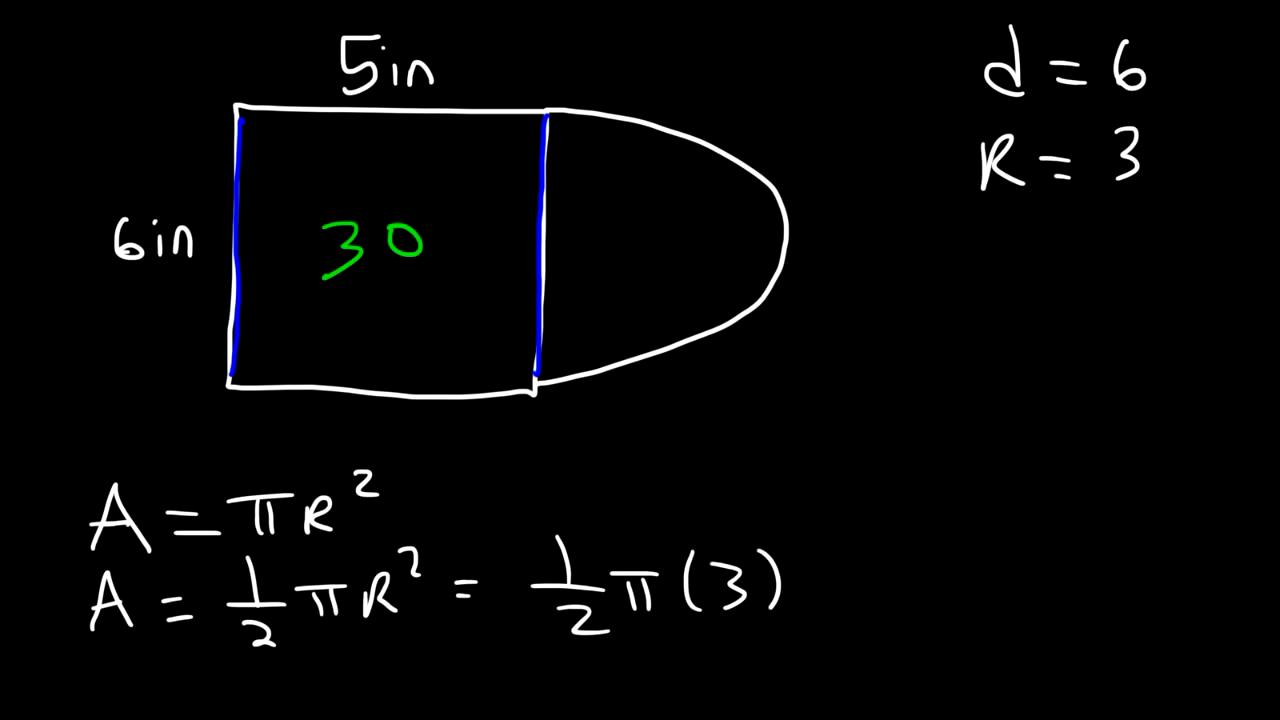 5in
d = 6
R = 3
6in
30
A = πR²
A = 1/2 πR² = 1/2 π(3)